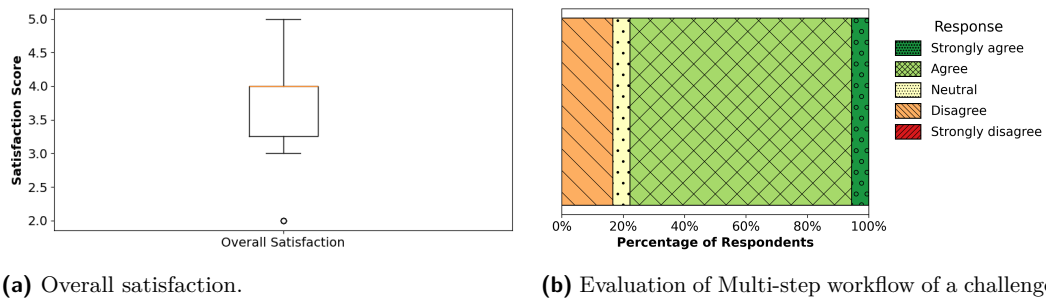 5.0
4.5
4.0
3.5
3.0
2.5
2.0
Satisfaction Score
Overall Satisfaction
(a) Overall satisfaction.
0% 20% 40% 60% 80% 100%
Percentage of Respondents
Response
Strongly agree
Agree
Neutral
Disagree
Strongly disagree
(b) Evaluation of Multi-step workflow of a challenge